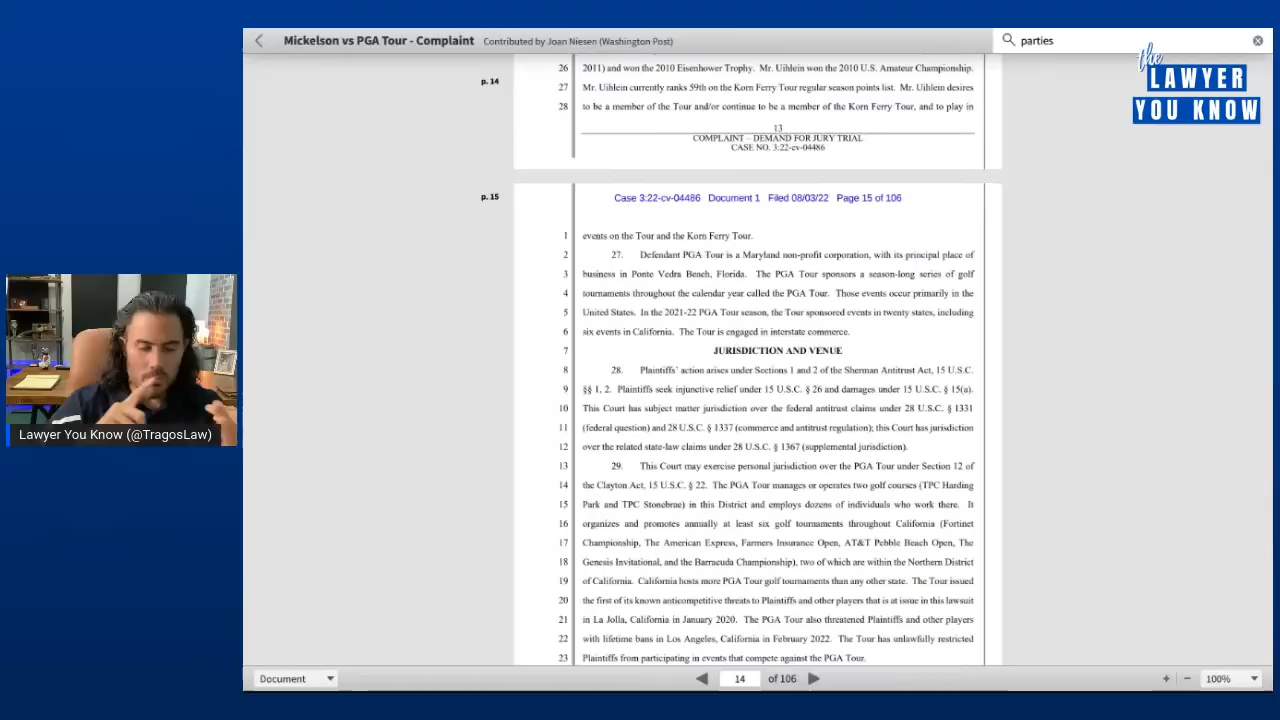 Mickelson vs PGA Tour - Complaint Contributed by Joan Niesen (Washington Post)
parties
the
LAWYER
YOU KNOW
p. 14
26 2011) and won the 2010 Eisenhower Trophy. Mr. Uihlein won the 2010 U.S. Amateur Championship.
27 Mr. Uihlein currently ranks 59th on the Korn Ferry Tour regular season points list. Mr. Uihlein desires
28 to be a member of the Tour and/or continue to be a member of the Korn Ferry Tour, and to play in
13
COMPLAINT – DEMAND FOR JURY TRIAL
CASE NO. 3:22-cv-04486
p. 15
Case 3:22-cv-04486 Document 1 Filed 08/03/22 Page 15 of 106
1 events on the Tour and the Korn Ferry Tour.
2 27. Defendant PGA Tour is a Maryland non-profit corporation, with its principal place of
3 business in Ponte Vedra Beach, Florida. The PGA Tour sponsors a season-long series of golf
4 tournaments throughout the calendar year called the PGA Tour. Those events occur primarily in the
5 United States. In the 2021-22 PGA Tour season, the Tour sponsored events in twenty states, including
6 six events in California. The Tour is engaged in interstate commerce.
7 JURISDICTION AND VENUE
8 28. Plaintiffs' action arises under Sections 1 and 2 of the Sherman Antitrust Act, 15 U.S.C.
9 §§ 1, 2. Plaintiffs seek injunctive relief under 15 U.S.C. § 26 and damages under 15 U.S.C. § 15(a).
10 This Court has subject matter jurisdiction over the federal antitrust claims under 28 U.S.C. § 1331
11 (federal question) and 28 U.S.C. § 1337 (commerce and antitrust regulation); this Court has jurisdiction
12 over the related state-law claims under 28 U.S.C. § 1367 (supplemental jurisdiction).
13 29. This Court may exercise personal jurisdiction over the PGA Tour under Section 12 of
14 the Clayton Act, 15 U.S.C. § 22. The PGA Tour manages or operates two golf courses (TPC Harding
15 Park and TPC Stonebrae) in this District and employs dozens of individuals who work there. It
16 organizes and promotes annually at least six golf tournaments throughout California (Fortinet
17 Championship, The American Express, Farmers Insurance Open, AT&T Pebble Beach Open, The
18 Genesis Invitational, and the Barracuda Championship), two of which are within the Northern District
19 of California. California hosts more PGA Tour golf tournaments than any other state. The Tour issued
20 the first of its known anticompetitive threats to Plaintiffs and other players that is at issue in this lawsuit
21 in La Jolla, California in January 2020. The PGA Tour also threatened Plaintiffs and other players
22 with lifetime bans in Los Angeles, California in February 2022. The Tour has unlawfully restricted
23 Plaintiffs from participating in events that compete against the PGA Tour.
Lawyer You Know (@TragosLaw)
Document 14 of 106 + − 100%